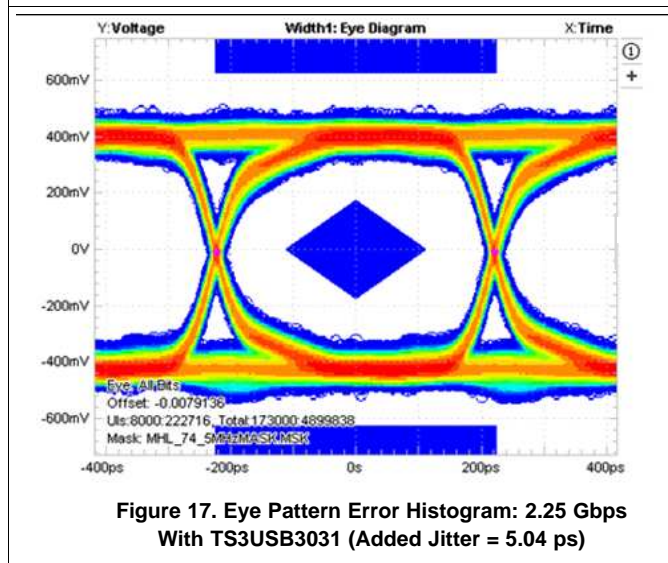 Y:Voltage Width1: Eye Diagram X:Time
600mV
400mV
200mV
0V
-200mV
-400mV
-600mV
Eye: All Bits
Offset: -0.0079136
UIs:8000:222716, Total:173000:4899838
Mask: MHL_74_5MHzMASK.MSK
-400ps -200ps 0s 200ps 400ps
Figure 17. Eye Pattern Error Histogram: 2.25 Gbps
With TS3USB3031 (Added Jitter = 5.04 ps)